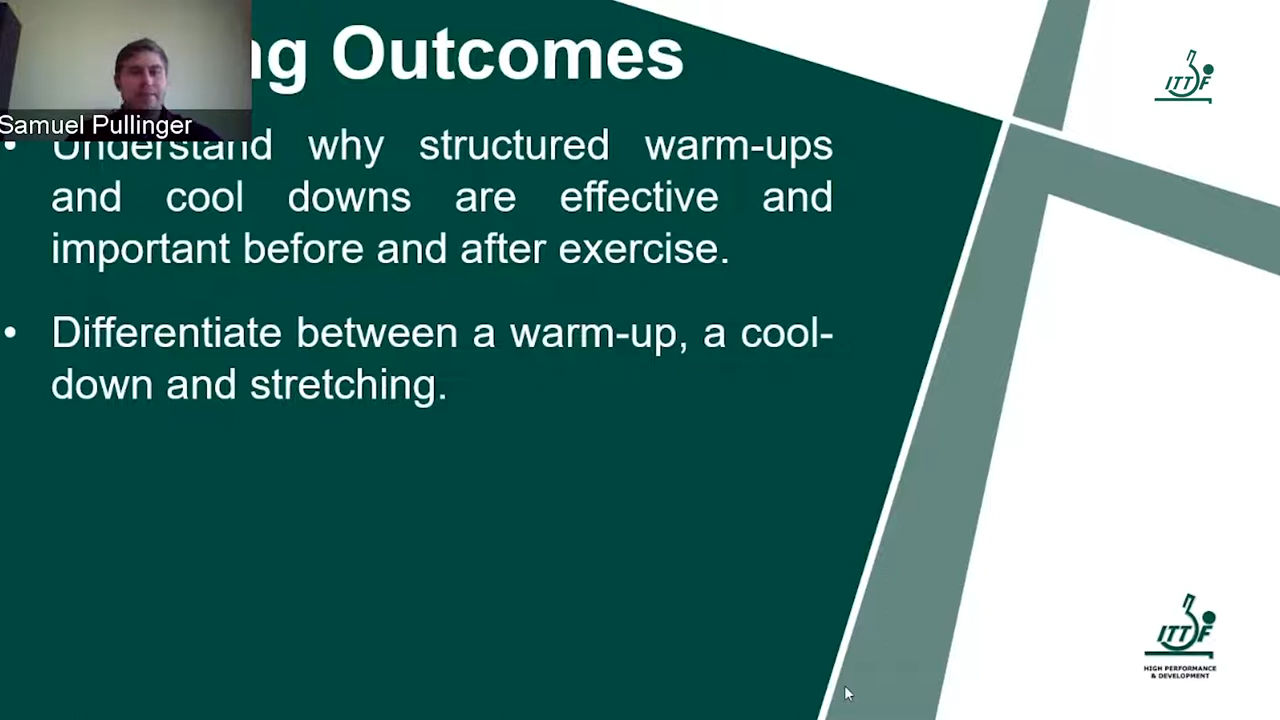 ng Outcomes
Samuel Pullinger
• Understand why structured warm-ups
and cool downs are effective and
important before and after exercise.
• Differentiate between a warm-up, a cool-
down and stretching.
ITTF
ITTF
HIGH PERFORMANCE
& DEVELOPMENT